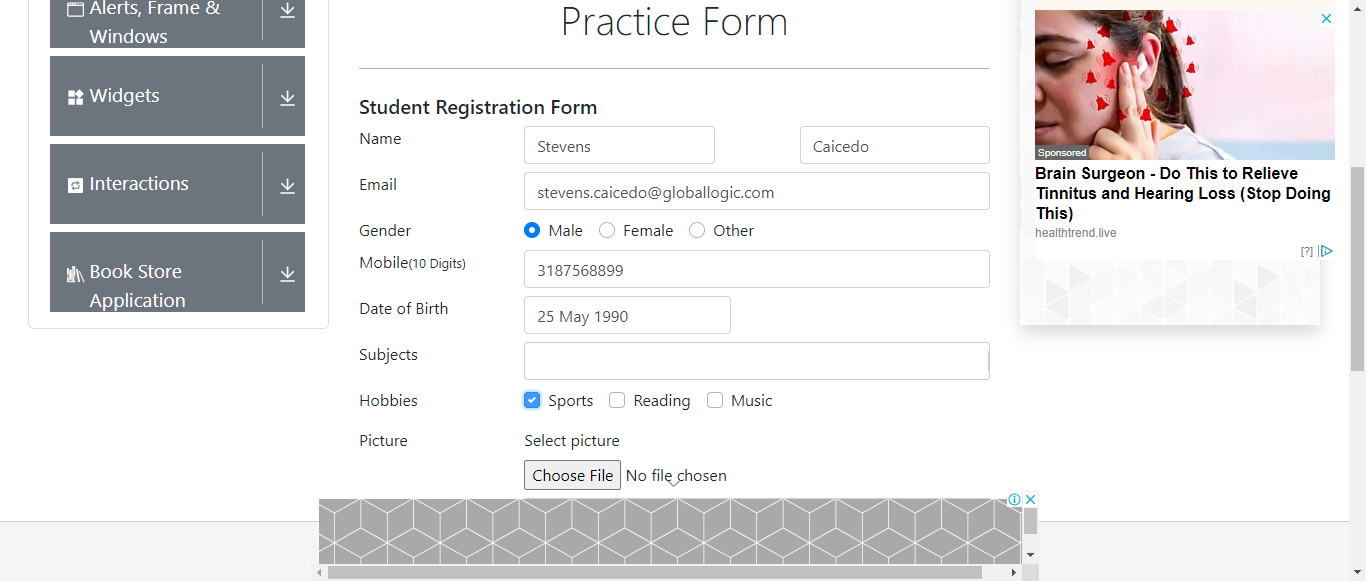 Alerts, Frame &
Windows
Widgets
Interactions
Book Store
Application
Practice Form
Student Registration Form
Name
Stevens
Caicedo
Email
stevens.caicedo@globallogic.com
Gender
Male
Female
Other
Mobile(10 Digits)
3187568899
Date of Birth
25 May 1990
Subjects
Hobbies
Sports
Reading
Music
Picture
Select picture
Choose File
No file chosen
Sponsored
Brain Surgeon - Do This to Relieve
Tinnitus and Hearing Loss (Stop Doing
This)
healthtrend.live
[?]